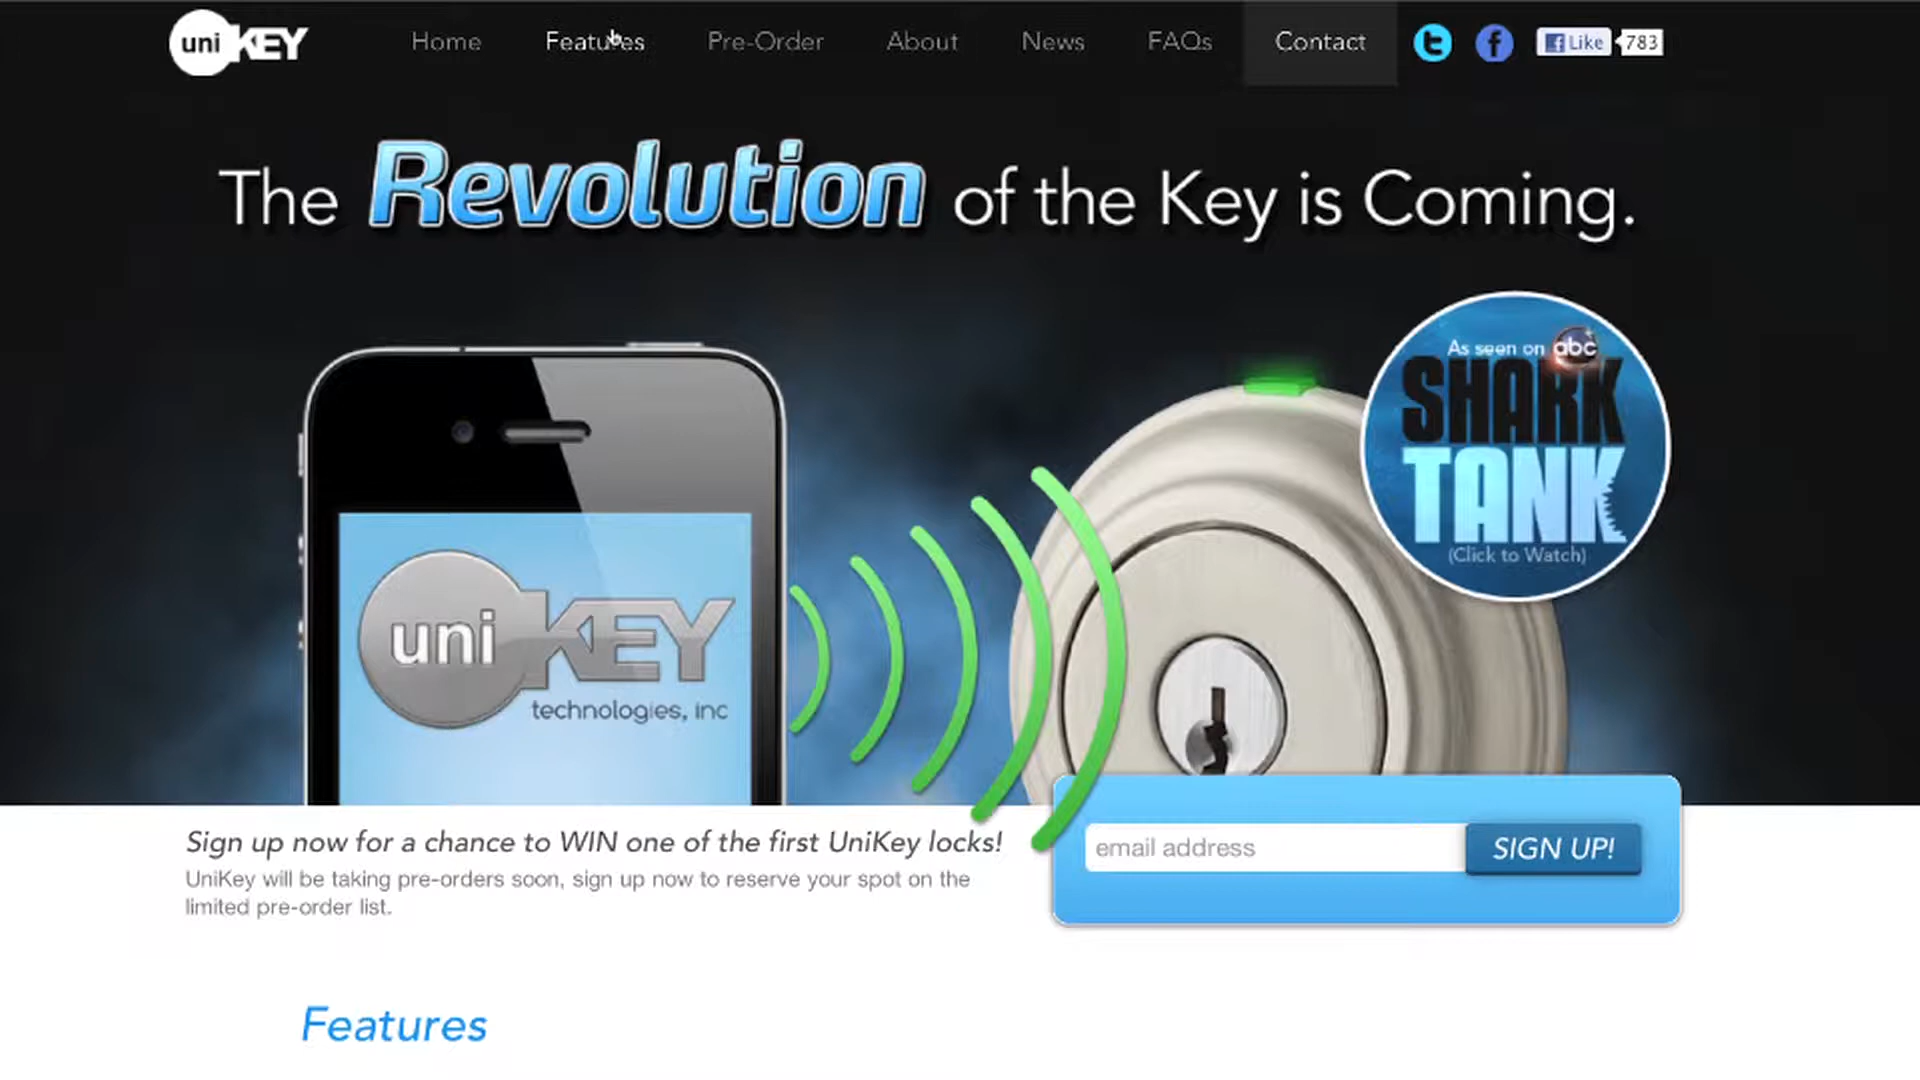 uni KEY Home Features Pre-Order About News FAQs Contact t f f Like 783
The Revolution of the Key is Coming.
As seen on abc
SHARK
TANK
(Click to Watch)
uni KEY
technologies, inc
Sign up now for a chance to WIN one of the first UniKey locks!
UniKey will be taking pre-orders soon, sign up now to reserve your spot on the
limited pre-order list.
email address SIGN UP!
Features